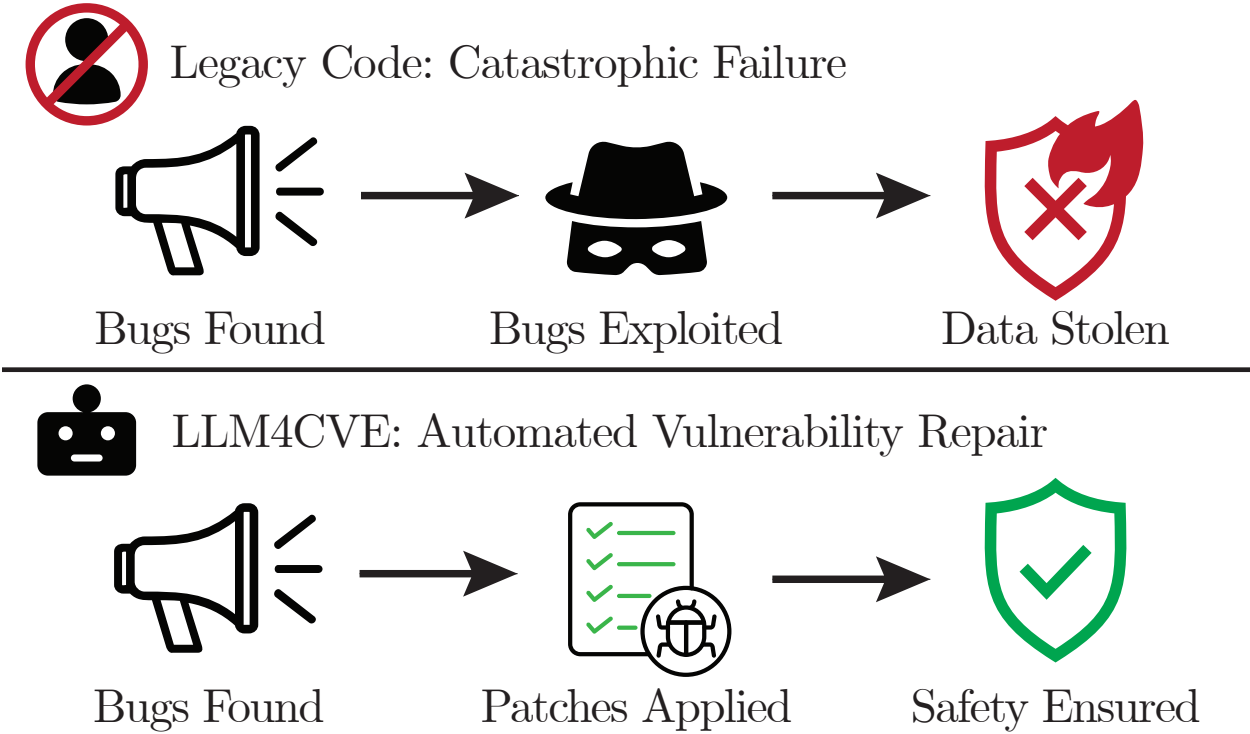 Legacy Code: Catastrophic Failure
Bugs Found
Bugs Exploited
Data Stolen
LLM4CVE: Automated Vulnerability Repair
Bugs Found
Patches Applied
Safety Ensured